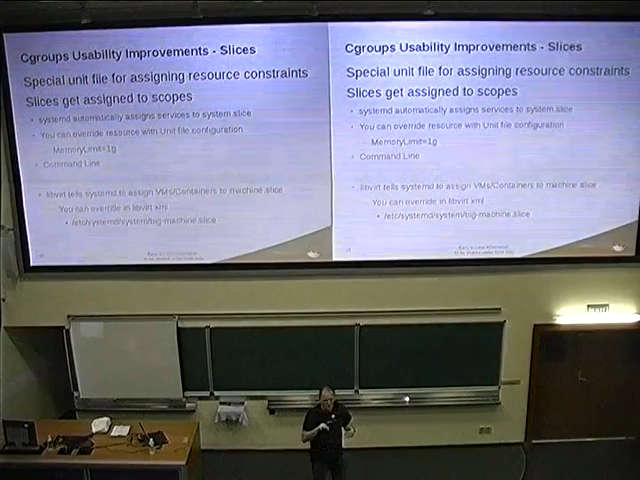 Cgroups Usability Improvements - Slices
Special unit file for assigning resource constraints
Slices get assigned to scopes
systemd automatically assigns services to system.slice
You can override resource with Unit file configuration
MemoryLimit=1g
Command Line
libvirt tells systemd to assign VMs/Containers to machine.slice
You can override in libvirt xml
/etc/systemd/system/big-machine.slice
Cgroups Usability Improvements - Slices
Special unit file for assigning resource constraints
Slices get assigned to scopes
systemd automatically assigns services to system.slice
You can override resource with Unit file configuration
MemoryLimit=1g
Command Line
libvirt tells systemd to assign VMs/Containers to machine.slice
You can override in libvirt xml
/etc/systemd/system/big-machine.slice